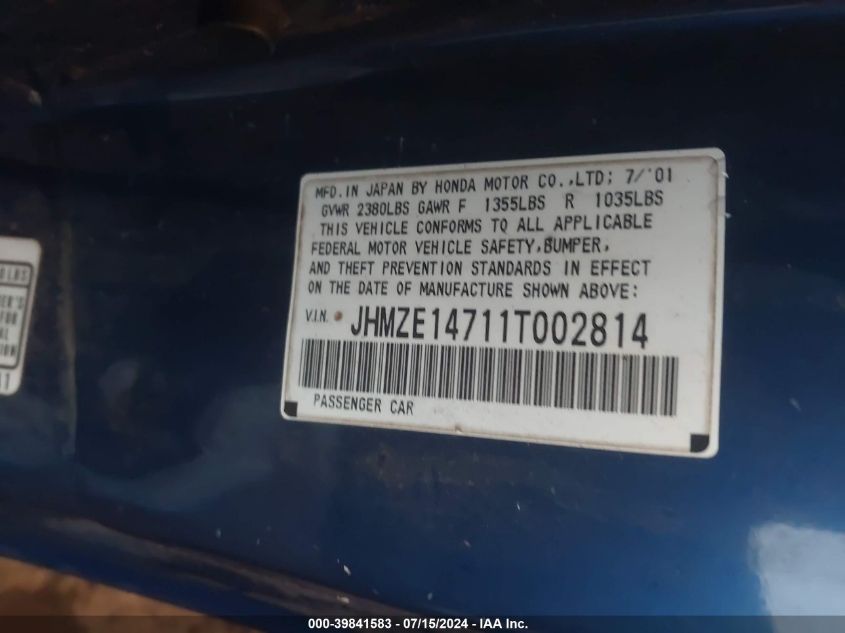 MFD.IN JAPAN BY HONDA MOTOR CO.,LTD; 7/'01
GVWR 2380LBS GAWR F 1355LBS R 1035LBS
THIS VEHICLE CONFORMS TO ALL APPLICABLE
FEDERAL MOTOR VEHICLE SAFETY,BUMPER,
AND THEFT PREVENTION STANDARDS IN EFFECT
ON THE DATE OF MANUFACTURE SHOWN ABOVE:
V.I.N. JHMZE14711T002814
PASSENGER CAR
LBS
FOR
000-39841583 / 07/15/2024 - IAA Inc.